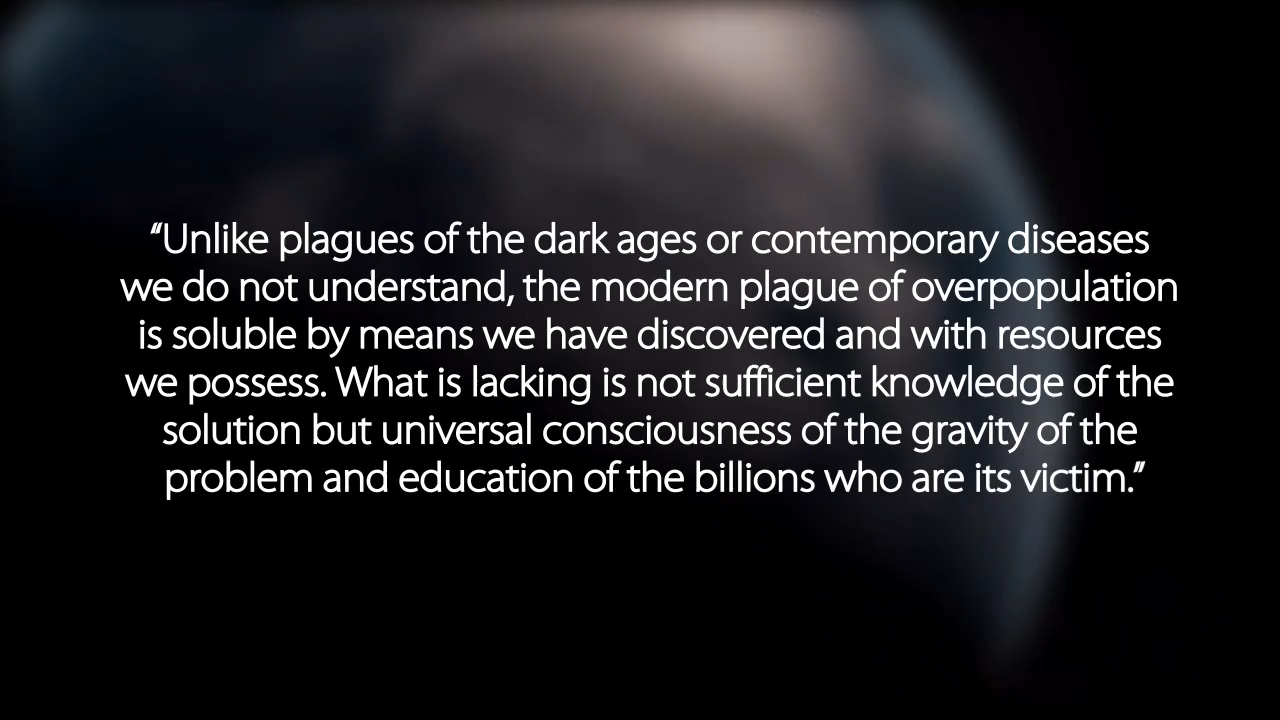 “Unlike plagues of the dark ages or contemporary diseases
we do not understand, the modern plague of overpopulation
is soluble by means we have discovered and with resources
we possess. What is lacking is not sufficient knowledge of the
solution but universal consciousness of the gravity of the
problem and education of the billions who are its victim.”